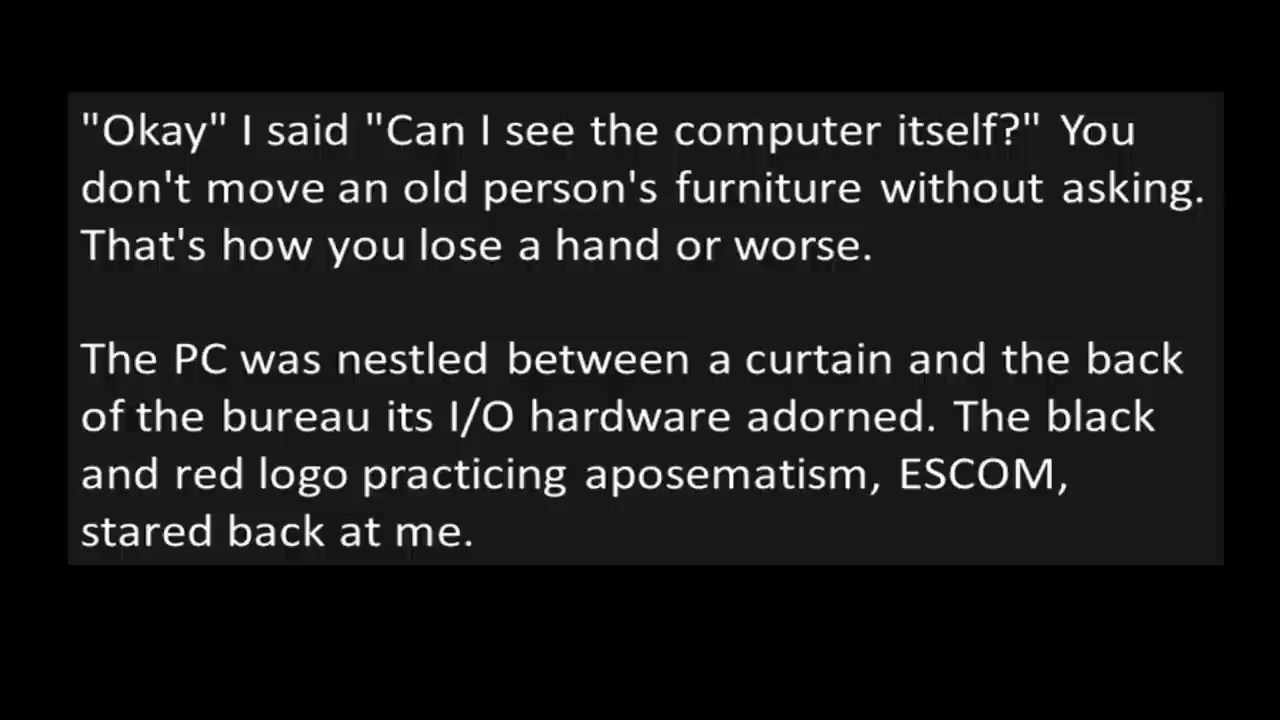 "Okay" I said "Can I see the computer itself?" You
don't move an old person's furniture without asking.
That's how you lose a hand or worse.
The PC was nestled between a curtain and the back
of the bureau its I/O hardware adorned. The black
and red logo practicing aposematism, ESCOM,
stared back at me.